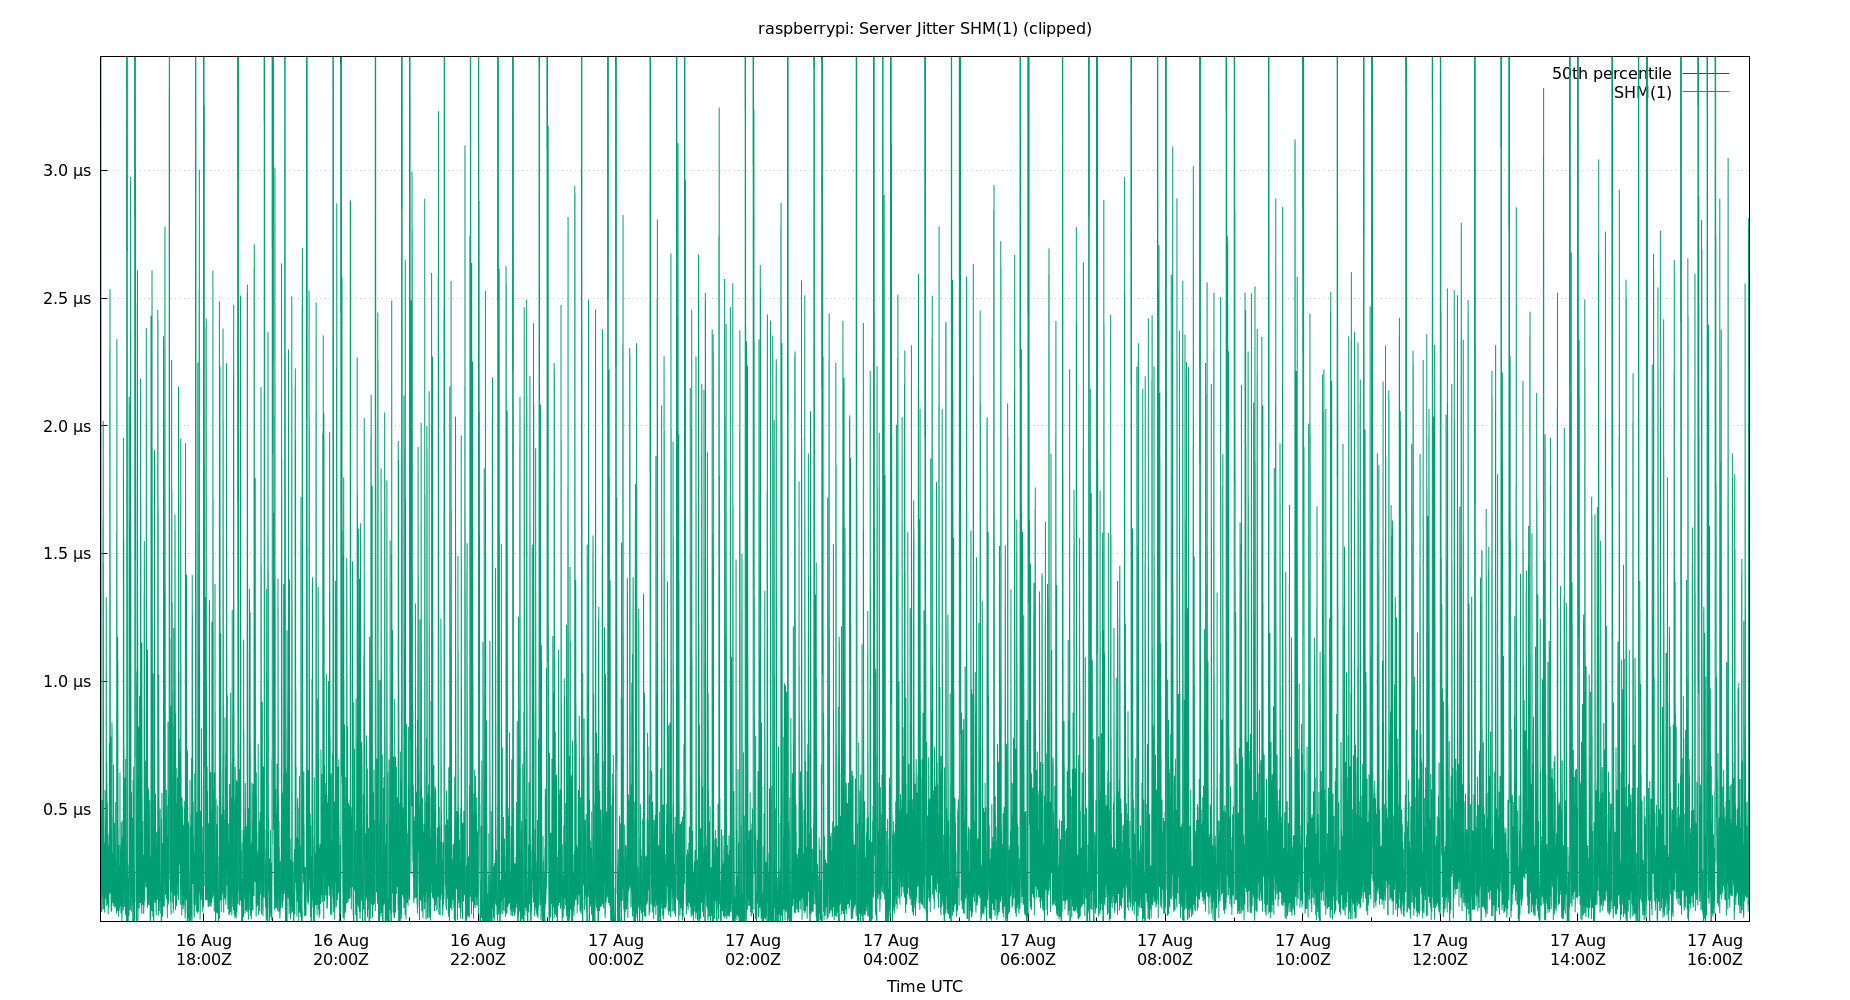 raspberrypi: Server Jitter SHM(1) (clipped)
50th percentile
SHM(1)
3.0 µs
2.5 µs
2.0 µs
1.5 µs
1.0 µs
0.5 µs
16 Aug 16 Aug 16 Aug 17 Aug 17 Aug 17 Aug 17 Aug 17 Aug 17 Aug 17 Aug 17 Aug 17 Aug
18:00Z 20:00Z 22:00Z 00:00Z 02:00Z 04:00Z 06:00Z 08:00Z 10:00Z 12:00Z 14:00Z 16:00Z
Time UTC